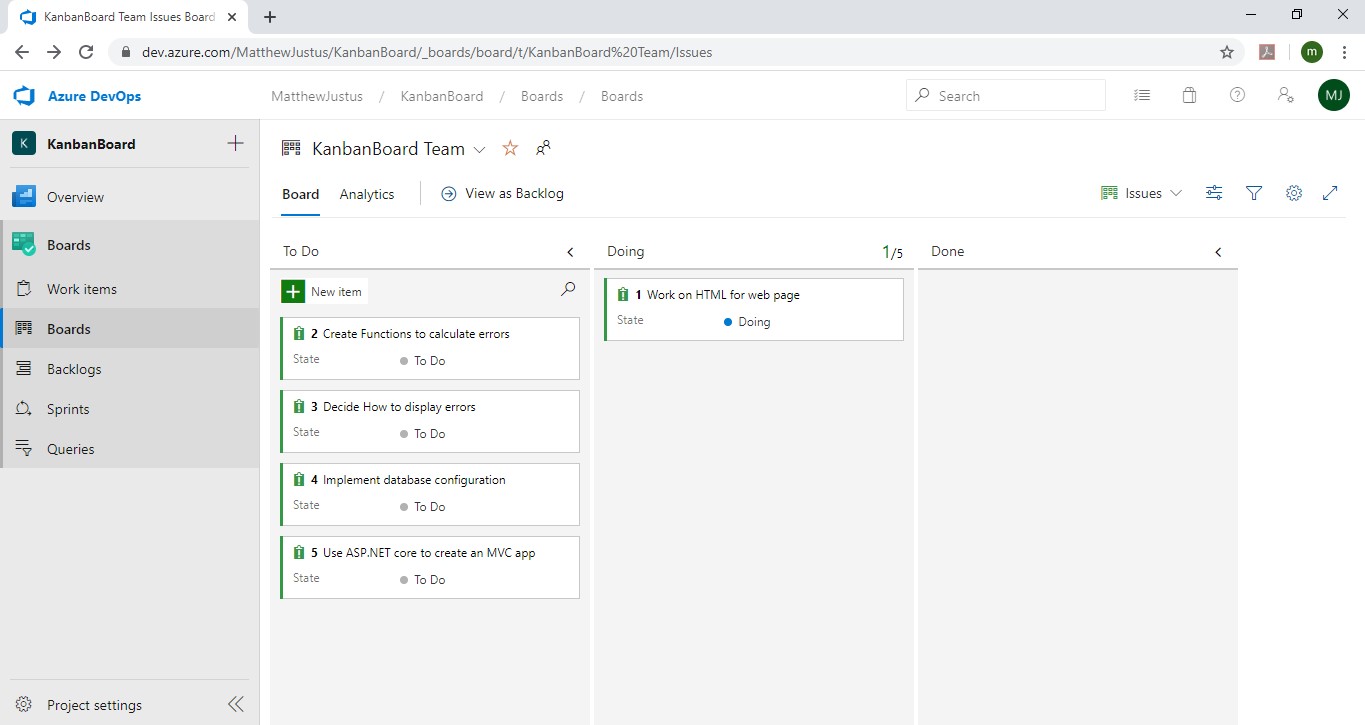 KanbanBoard Team Issues Board
dev.azure.com/MatthewJustus/KanbanBoard/_boards/board/t/KanbanBoard%20Team/Issues
m
Azure DevOps
MatthewJustus / KanbanBoard / Boards / Boards
Search
MJ
K KanbanBoard
Overview
Boards
Work items
Boards
Backlogs
Sprints
Queries
Project settings
KanbanBoard Team
Board Analytics View as Backlog Issues
To Do
New item
2 Create Functions to calculate errors
State To Do
3 Decide How to display errors
State To Do
4 Implement database configuration
State To Do
5 Use ASP.NET core to create an MVC app
State To Do
Doing 1/5
1 Work on HTML for web page
State Doing
Done